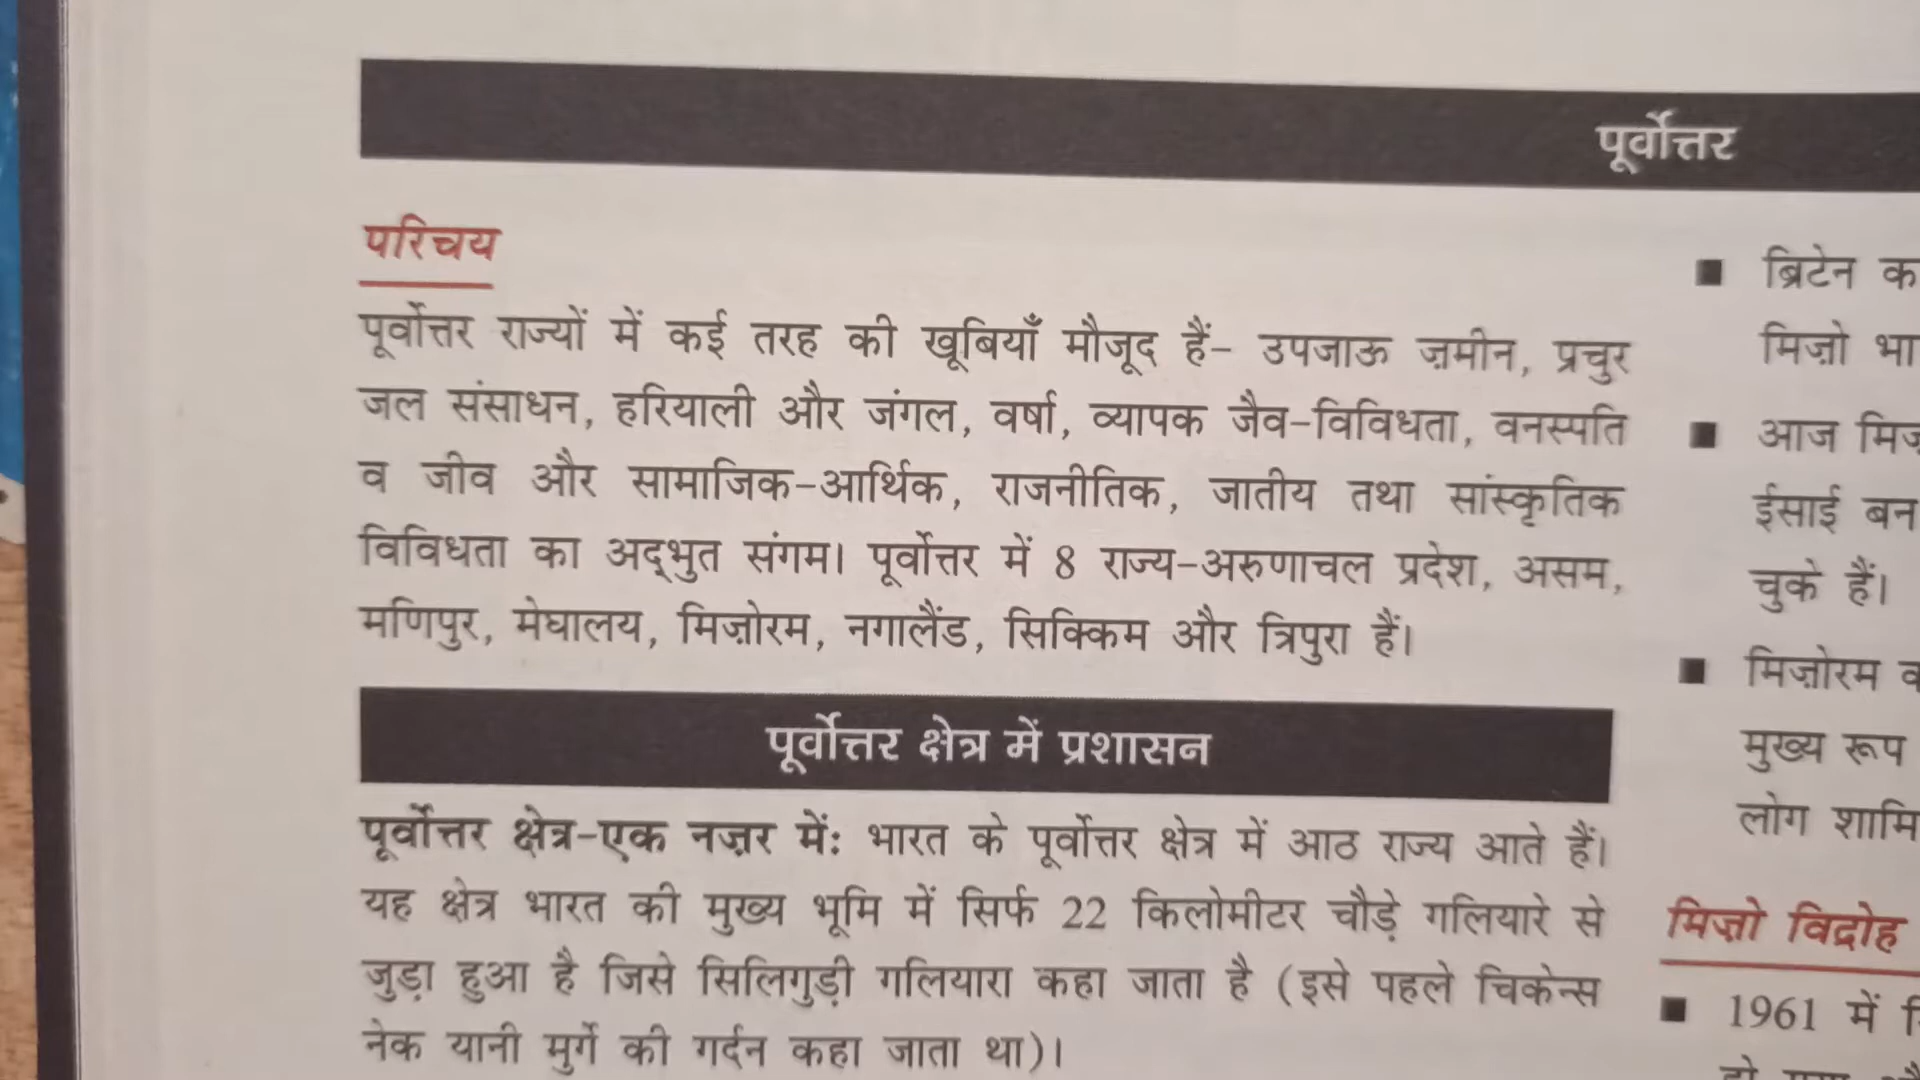 पूर्वोत्तर
परिचय
पूर्वोत्तर राज्यों में कई तरह की खूबियाँ मौजूद हैं- उपजाऊ ज़मीन, प्रचुर
जल संसाधन, हरियाली और जंगल, वर्षा, व्यापक जैव-विविधता, वनस्पति
व जीव और सामाजिक-आर्थिक, राजनीतिक, जातीय तथा सांस्कृतिक
विविधता का अद्भुत संगम। पूर्वोत्तर में 8 राज्य-अरुणाचल प्रदेश, असम,
मणिपुर, मेघालय, मिज़ोरम, नगालैंड, सिक्किम और त्रिपुरा हैं।
पूर्वोत्तर क्षेत्र में प्रशासन
पूर्वोत्तर क्षेत्र-एक नज़र में: भारत के पूर्वोत्तर क्षेत्र में आठ राज्य आते हैं।
यह क्षेत्र भारत की मुख्य भूमि में सिर्फ 22 किलोमीटर चौड़े गलियारे से
जुड़ा हुआ है जिसे सिलिगुड़ी गलियारा कहा जाता है (इसे पहले चिकेन्स
नेक यानी मुर्गे की गर्दन कहा जाता था)।
■ ब्रिटेन
मिज़ो
■ आज
ईसाई बन
चुके हैं।
■ मिज़ोरम
मुख्य रूप
लोग
मिज़ो विद्रोह
■ 1961 में